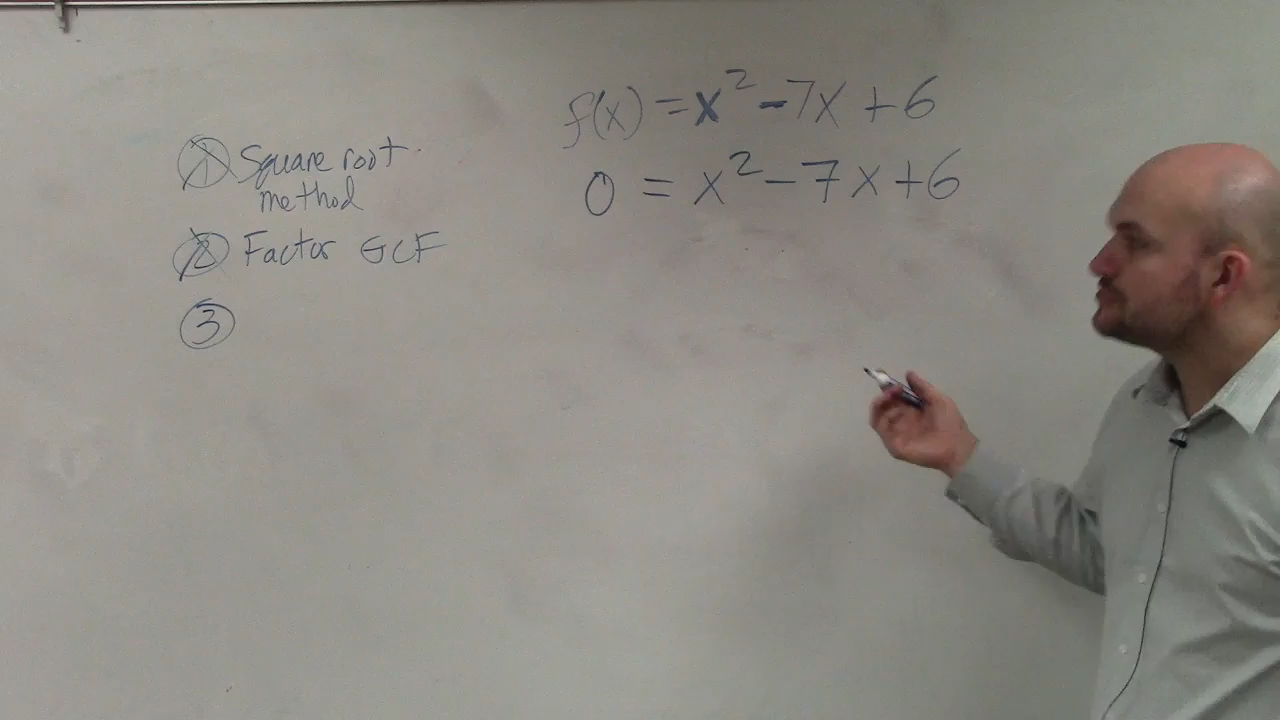 f(x) = x² - 7x + 6
0 = x² - 7x + 6
① Square root
method
② Factor GCF
③